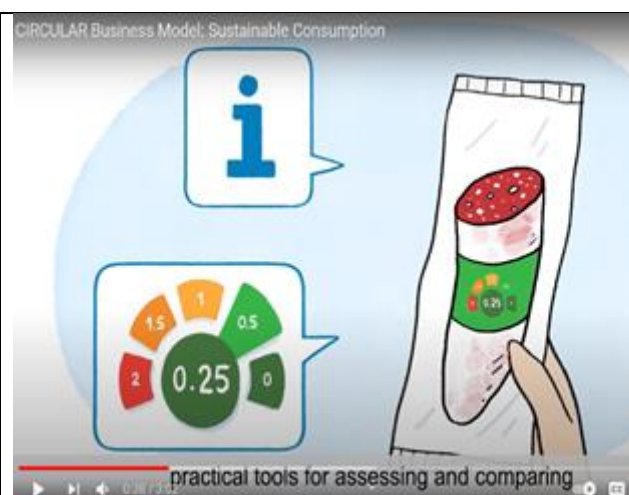 CIRCULAR Business Model: Sustainable Consumption
i
1
1.5
0.5
2
0.25
0
0.25
practical tools for assessing and comparing